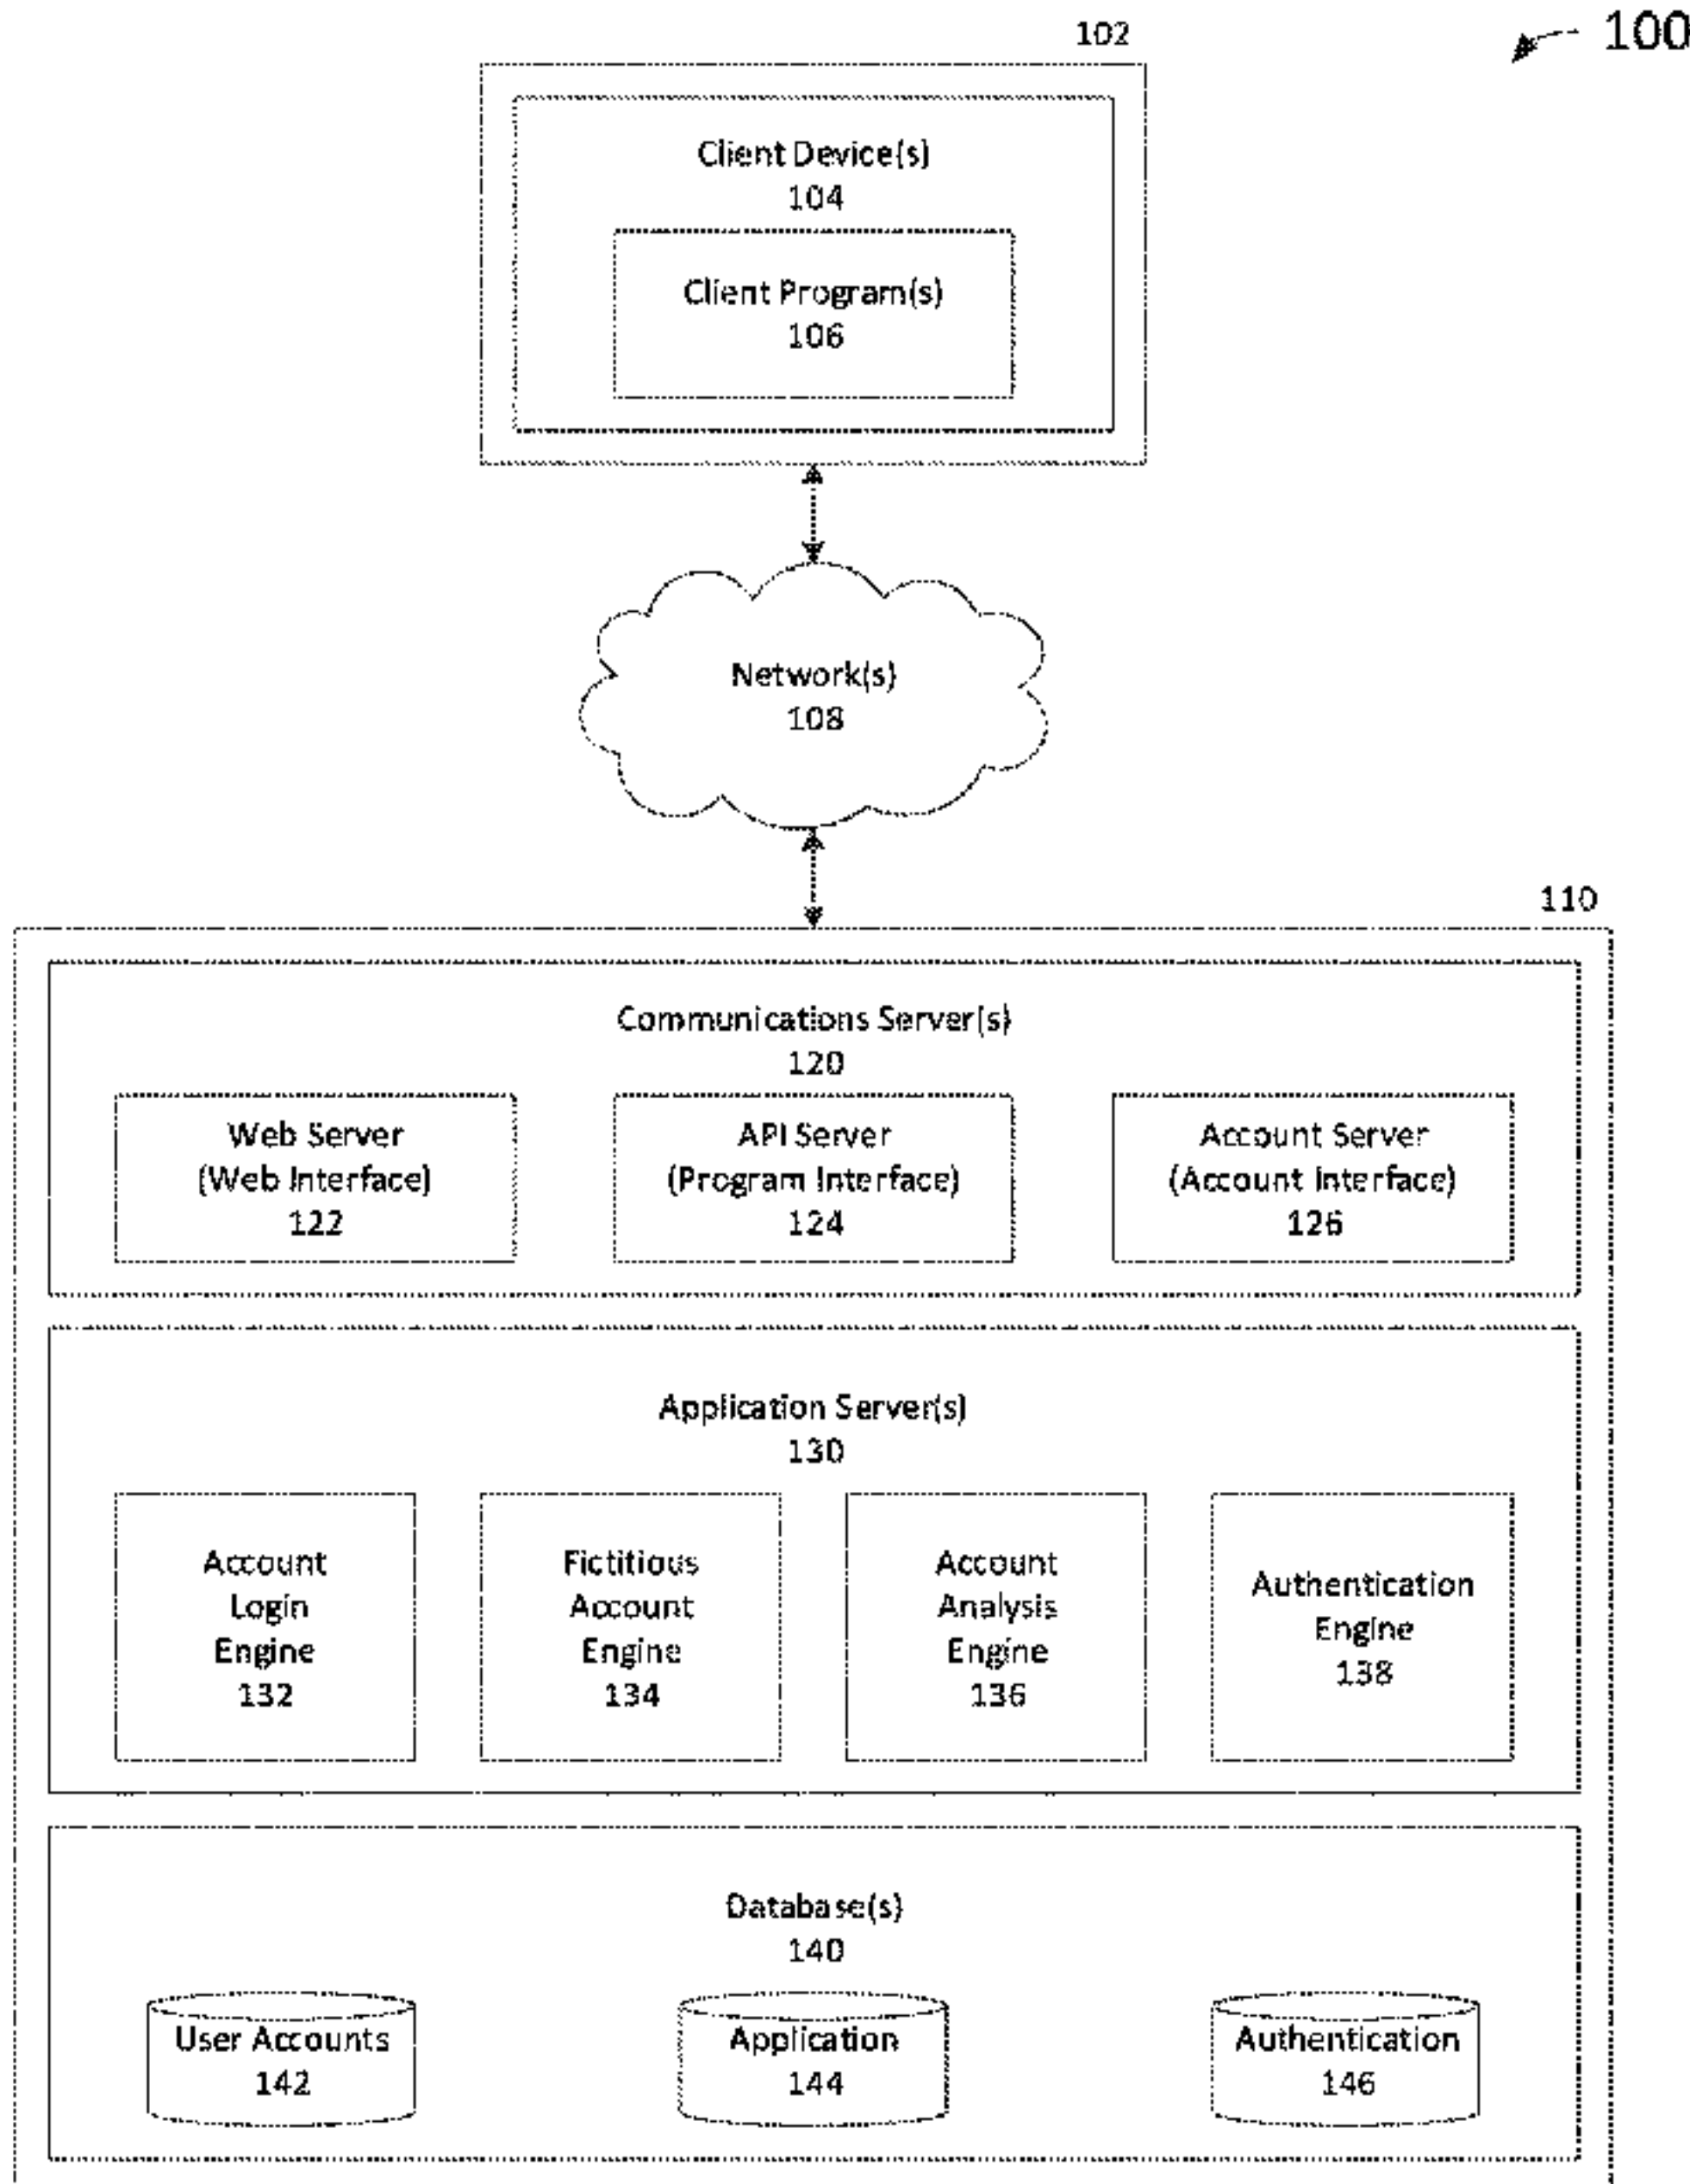 100
102
Client Device(s)
104
Client Program(s)
106
Network(s)
108
110
Communications Server(s)
120
Web Server
(Web Interface)
122
API Server
(Program Interface)
124
Account Server
(Account Interface)
126
Application Server(s)
130
Account
Login
Engine
132
Fictitious
Account
Engine
134
Account
Analysis
Engine
136
Authentication
Engine
138
Database(s)
140
User Accounts
142
Application
144
Authentication
146